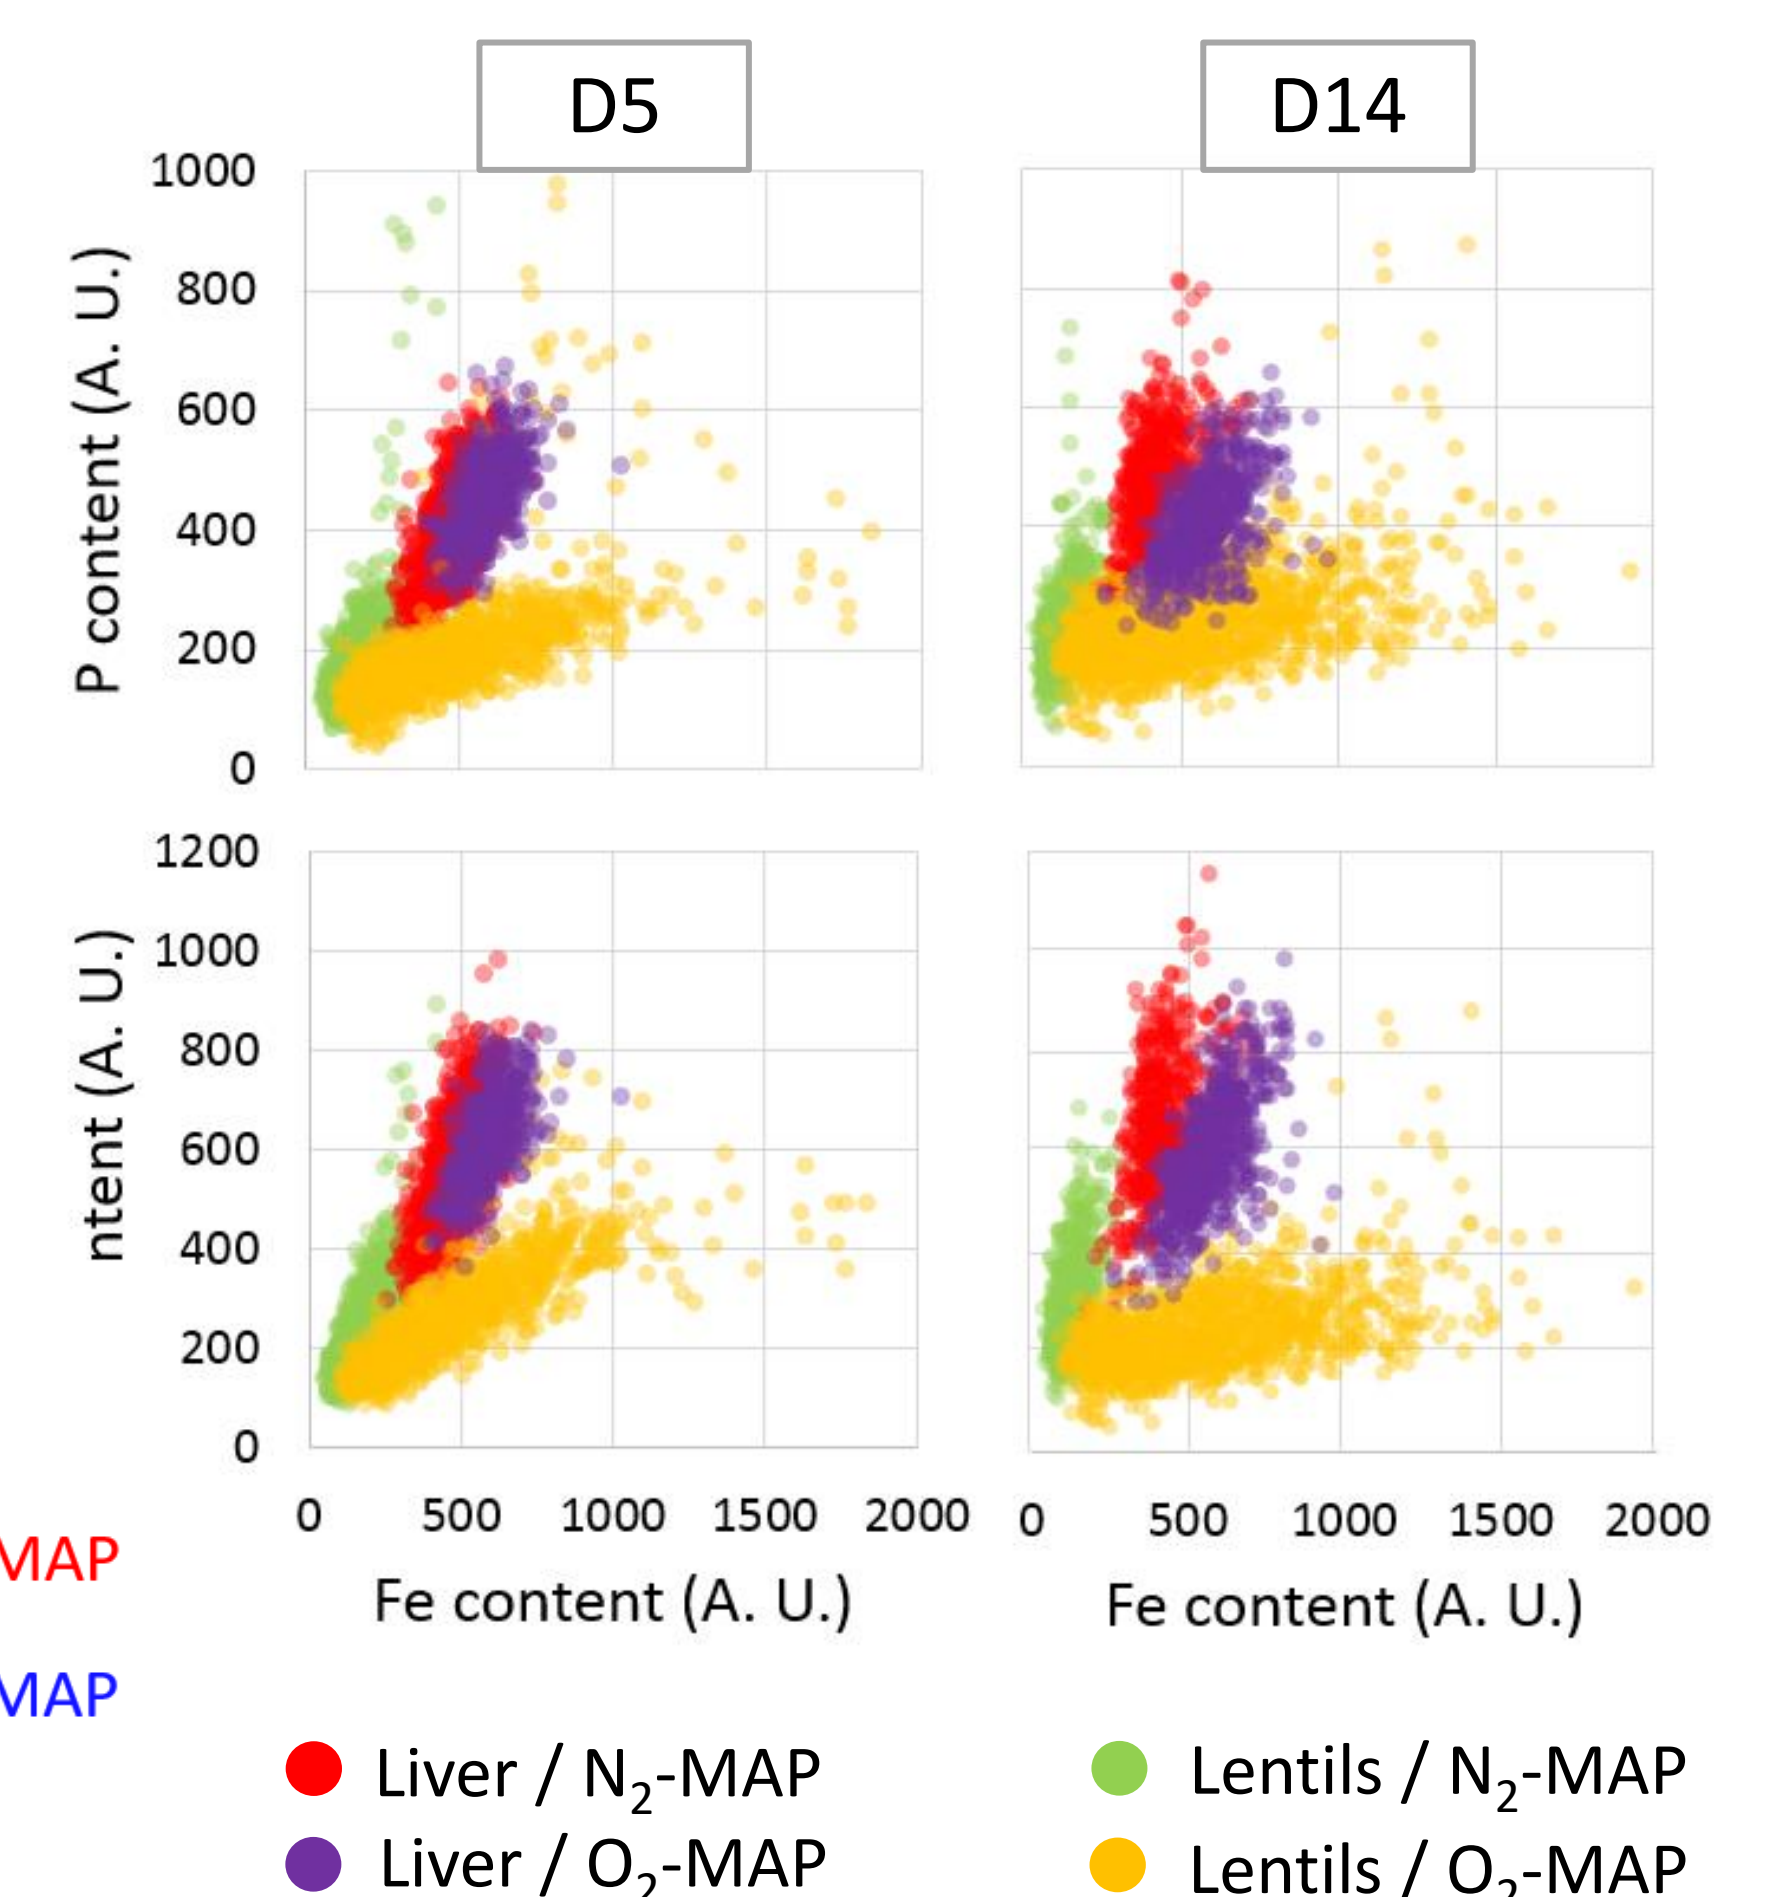 D5 D14
1000
800
600
400
200
0
P content (A. U.)
1200
1000
800
600
400
200
0
ntent (A. U.)
0 500 1000 1500 2000 0 500 1000 1500 2000
Fe content (A. U.) Fe content (A. U.)
MAP
MAP
Liver / N₂-MAP Lentils / N₂-MAP
Liver / O₂-MAP Lentils / O₂-MAP